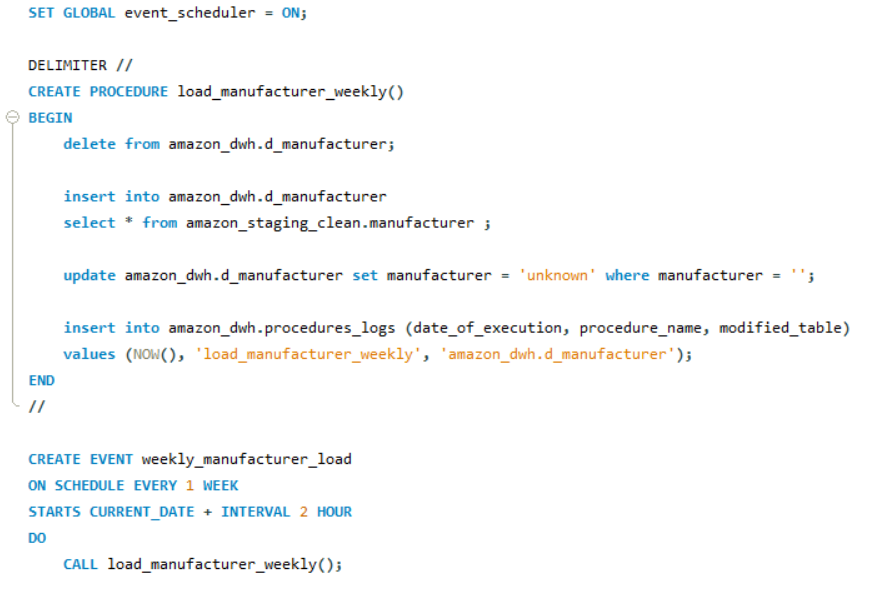 SET GLOBAL event_scheduler = ON;
DELIMITER //
CREATE PROCEDURE load_manufacturer_weekly()
BEGIN
delete from amazon_dwh.d_manufacturer;
insert into amazon_dwh.d_manufacturer
select * from amazon_staging_clean.manufacturer ;
update amazon_dwh.d_manufacturer set manufacturer = 'unknown' where manufacturer = '';
insert into amazon_dwh.procedures_logs (date_of_execution, procedure_name, modified_table)
values (NOW(), 'load_manufacturer_weekly', 'amazon_dwh.d_manufacturer');
END
//
CREATE EVENT weekly_manufacturer_load
ON SCHEDULE EVERY 1 WEEK
STARTS CURRENT_DATE + INTERVAL 2 HOUR
DO
CALL load_manufacturer_weekly();